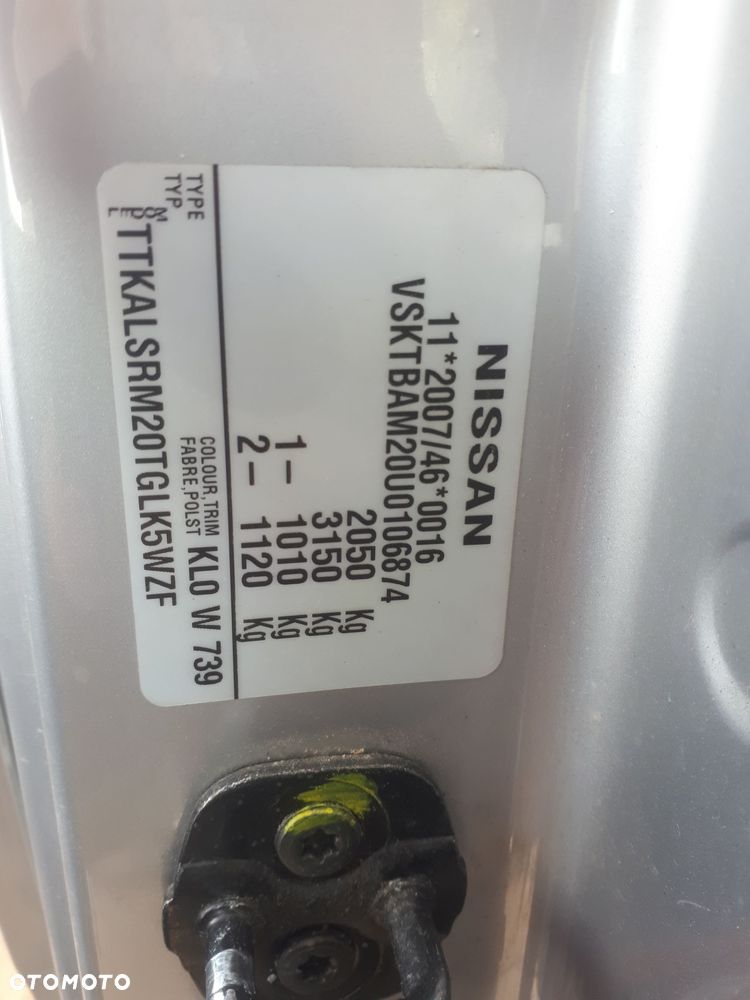 NISSAN
11*2007/46*0016
VSKTBAM20U0106874
2050 Kg
3150 Kg
1- 1010 Kg
2- 1120 Kg
TYPE
TYP
COLOUR,TRIM
FABRE,POLST
KL0 W 739
MODEL
TTKALSRM20TGLK5WZF
OTOMOTO